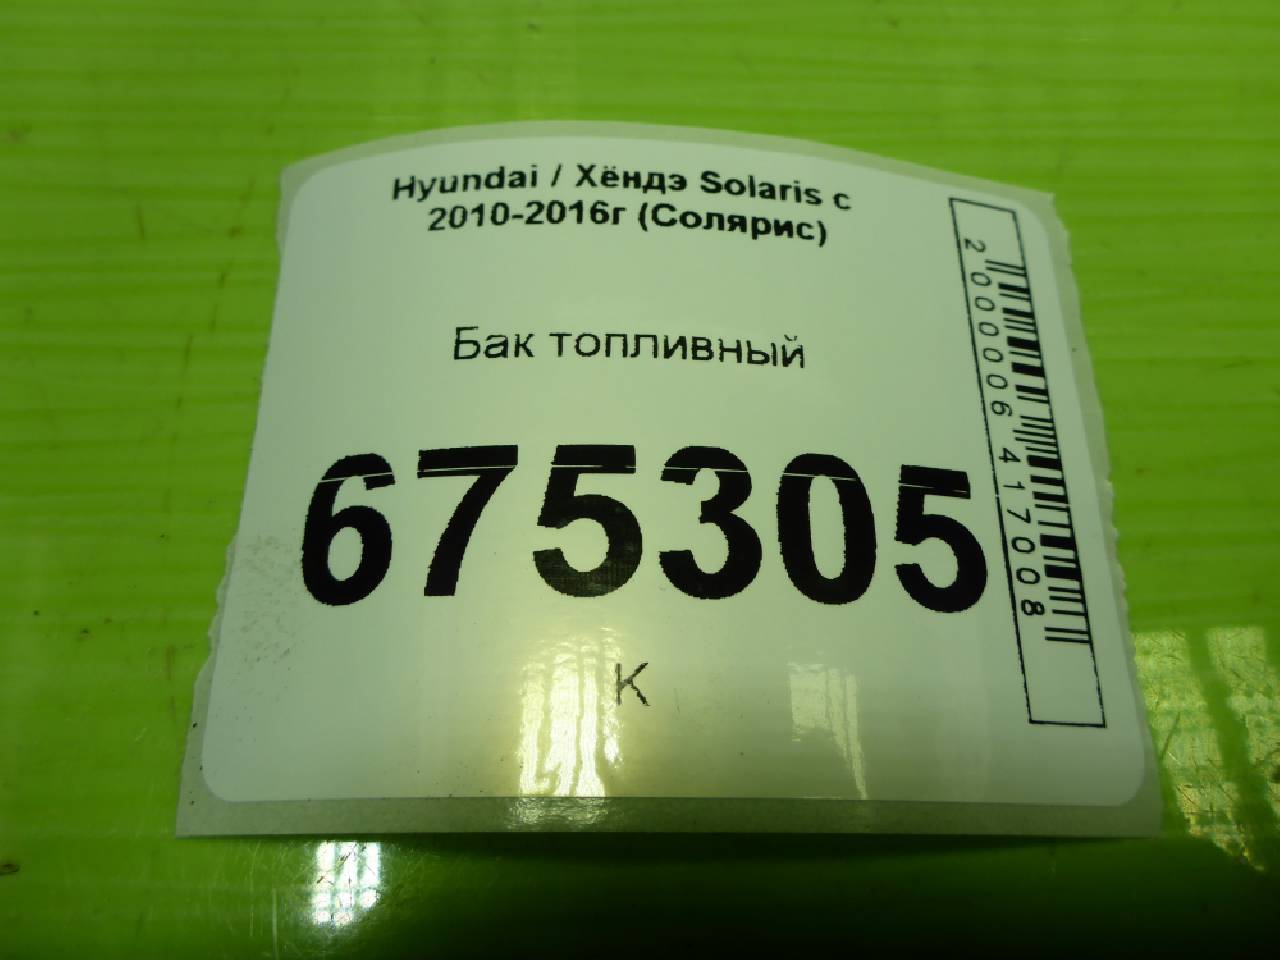 Hyundai / Хёндэ Solaris с
2010-2016г (Солярис)
Бак топливный
675305
К
2000006417008